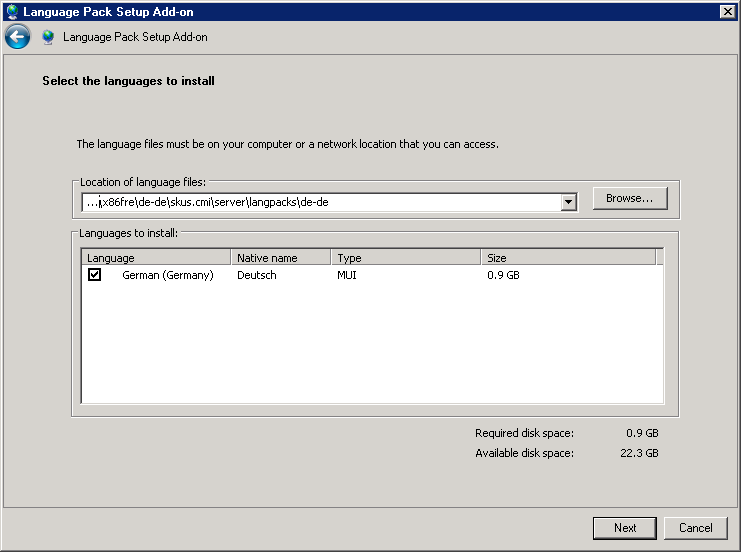 Language Pack Setup Add-on
Language Pack Setup Add-on
Select the languages to install
The language files must be on your computer or a network location that you can access.
Location of language files:
...\x86fre\de-de\skus.cmi\server\langpacks\de-de
Browse...
Languages to install:
Language Native name Type Size
German (Germany) Deutsch MUI 0.9 GB
Required disk space: 0.9 GB
Available disk space: 22.3 GB
Next Cancel